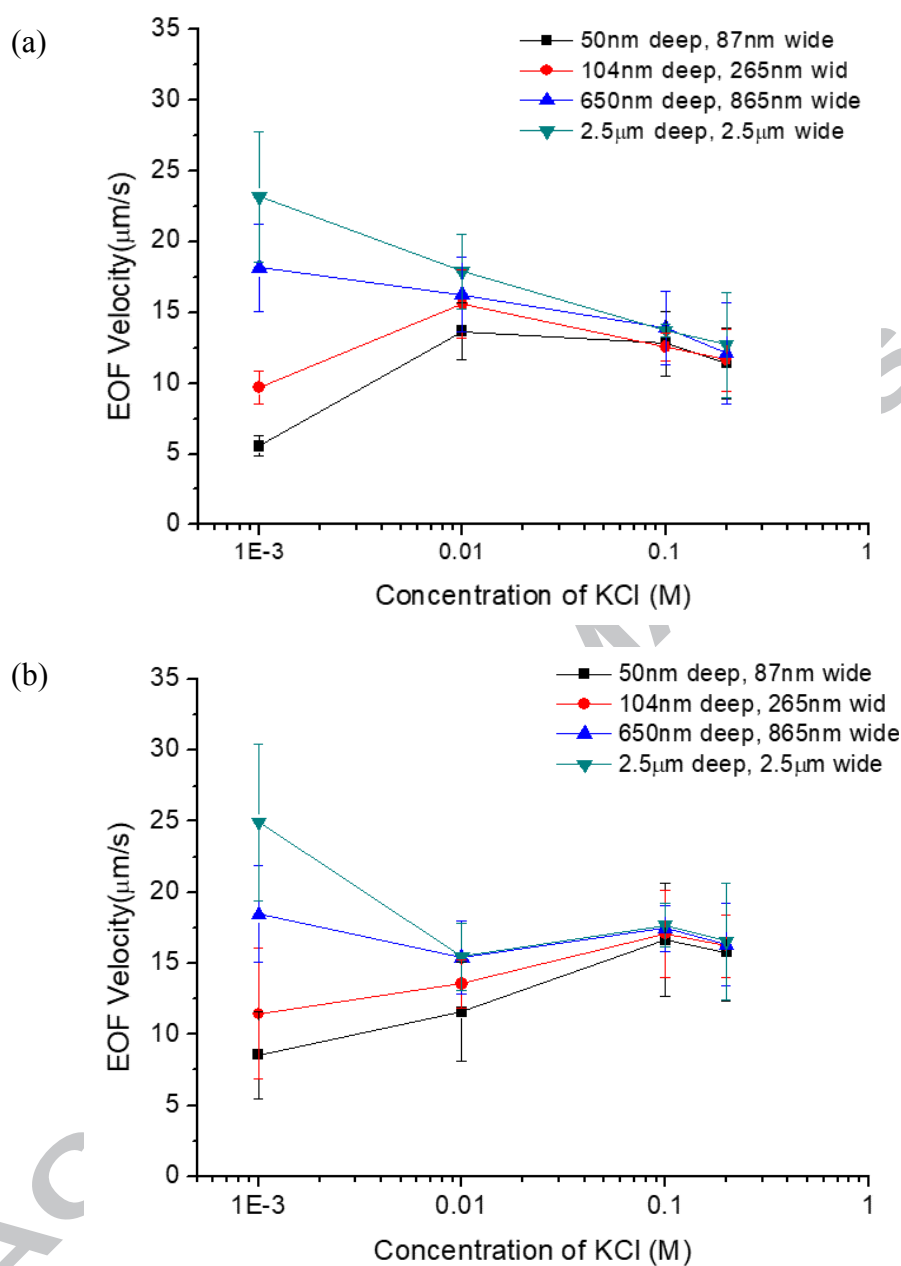 (a)
50nm deep, 87nm wide
104nm deep, 265nm wid
650nm deep, 865nm wide
2.5μm deep, 2.5μm wide
35
30
25
20
15
10
5
0
EOF Velocity(μm/s)
1E-3 0.01 0.1 1
Concentration of KCl (M)
(b)
50nm deep, 87nm wide
104nm deep, 265nm wid
650nm deep, 865nm wide
2.5μm deep, 2.5μm wide
35
30
25
20
15
10
5
0
EOF Velocity(μm/s)
1E-3 0.01 0.1 1
Concentration of KCl (M)